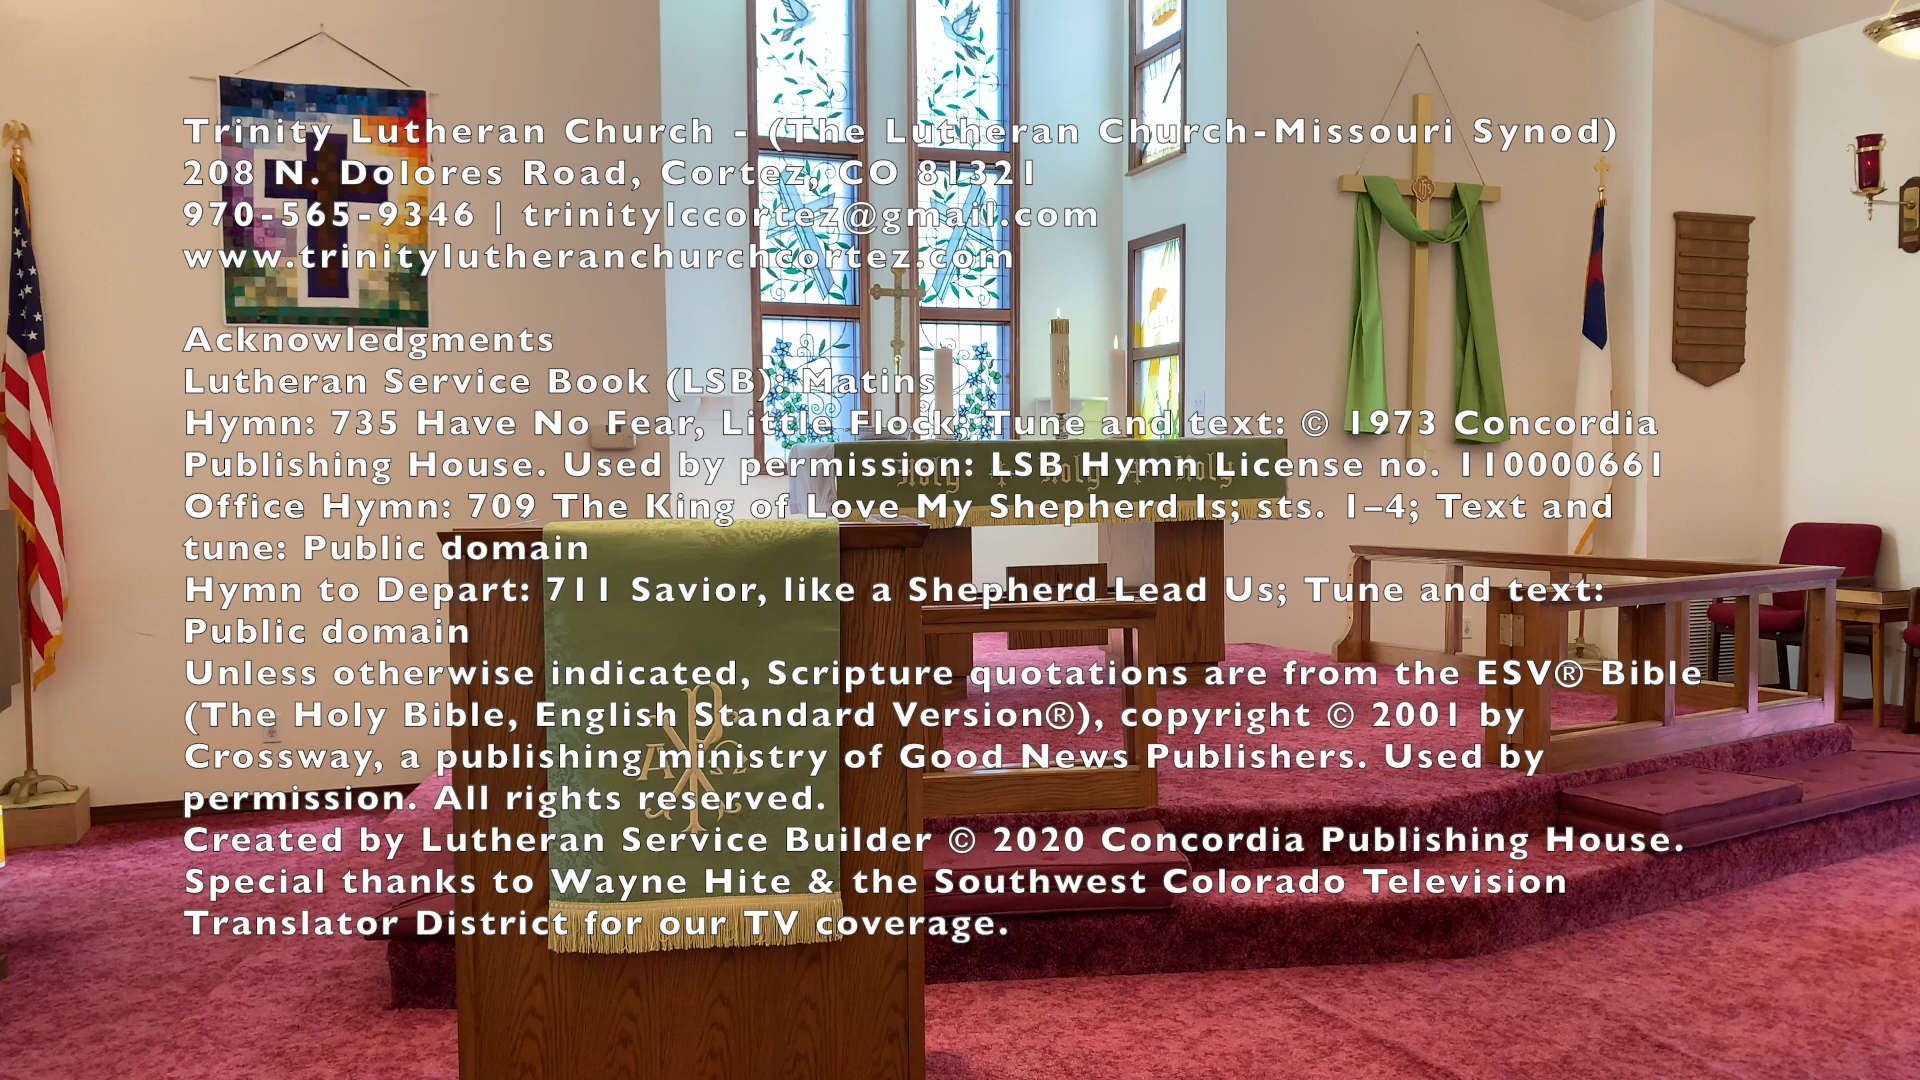 Trinity Lutheran Church - (The Lutheran Church-Missouri Synod)
208 N. Dolores Road, Cortez, CO 81321
970-565-9346 | trinitylccortez@gmail.com
www.trinitylutheranchurchcortez.com
Acknowledgments
Lutheran Service Book (LSB): Matins
Hymn: 735 Have No Fear, Little Flock; Tune and text: © 1973 Concordia
Publishing House. Used by permission: LSB Hymn License no. 110000661
Office Hymn: 709 The King of Love My Shepherd Is; sts. 1–4; Text and
tune: Public domain
Hymn to Depart: 711 Savior, like a Shepherd Lead Us; Tune and text:
Public domain
Unless otherwise indicated, Scripture quotations are from the ESV® Bible
(The Holy Bible, English Standard Version®), copyright © 2001 by
Crossway, a publishing ministry of Good News Publishers. Used by
permission. All rights reserved.
Created by Lutheran Service Builder © 2020 Concordia Publishing House.
Special thanks to Wayne Hite & the Southwest Colorado Television
Translator District for our TV coverage.
Holy Holy Holy
IHS
Α Ω